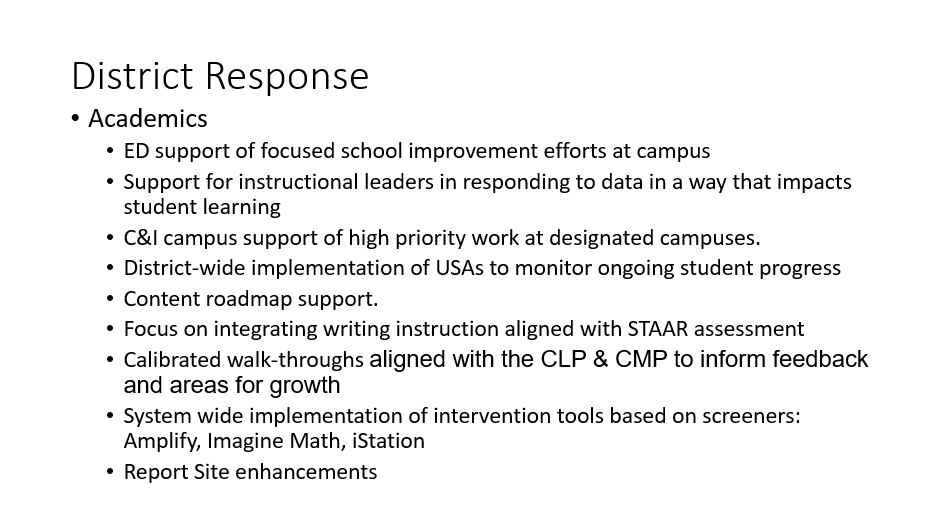 District Response
• Academics
• ED support of focused school improvement efforts at campus
• Support for instructional leaders in responding to data in a way that impacts
student learning
• C&I campus support of high priority work at designated campuses.
• District-wide implementation of USAs to monitor ongoing student progress
• Content roadmap support.
• Focus on integrating writing instruction aligned with STAAR assessment
• Calibrated walk-throughs aligned with the CLP & CMP to inform feedback
and areas for growth
• System wide implementation of intervention tools based on screeners:
Amplify, Imagine Math, iStation
• Report Site enhancements